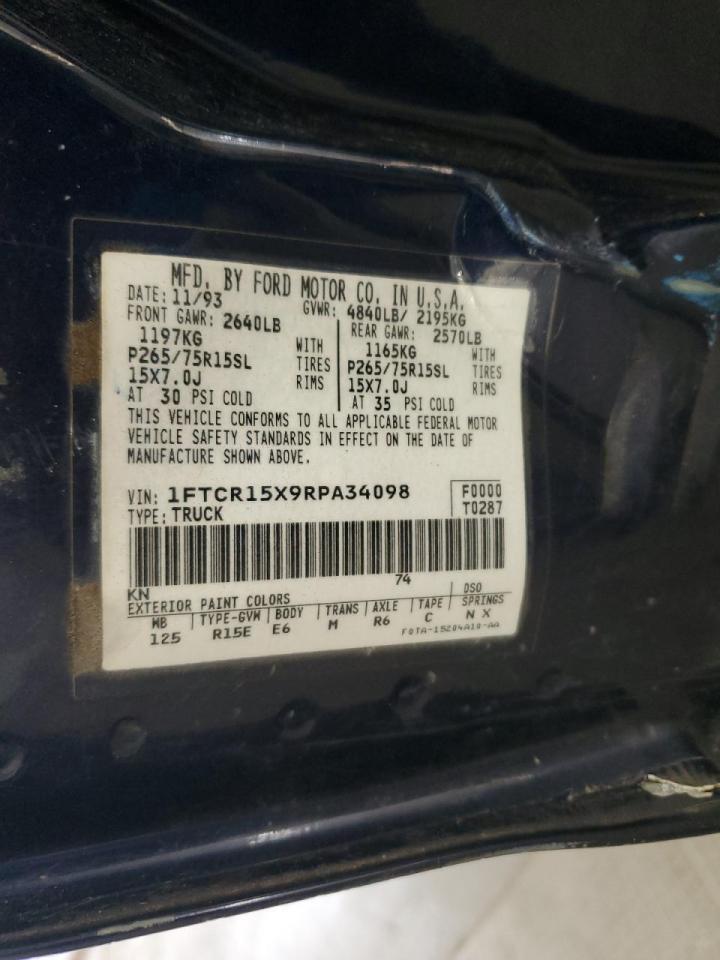 MFD. BY FORD MOTOR CO. IN U.S.A.
DATE: 11/93 GVWR: 4840LB/ 2195KG
FRONT GAWR: 2640LB REAR GAWR: 2570LB
1197KG WITH 1165KG WITH
P265/75R15SL TIRES P265/75R15SL TIRES
15X7.0J RIMS 15X7.0J RIMS
AT 30 PSI COLD AT 35 PSI COLD
THIS VEHICLE CONFORMS TO ALL APPLICABLE FEDERAL MOTOR
VEHICLE SAFETY STANDARDS IN EFFECT ON THE DATE OF
MANUFACTURE SHOWN ABOVE.
VIN: 1FTCR15X9RPA34098 F0000
TYPE: TRUCK T0287
74
KN DSO
EXTERIOR PAINT COLORS
WB TYPE-GVW BODY TRANS AXLE TAPE SPRINGS
125 R15E E6 M R6 C N X
F0TA-15204A10-AA